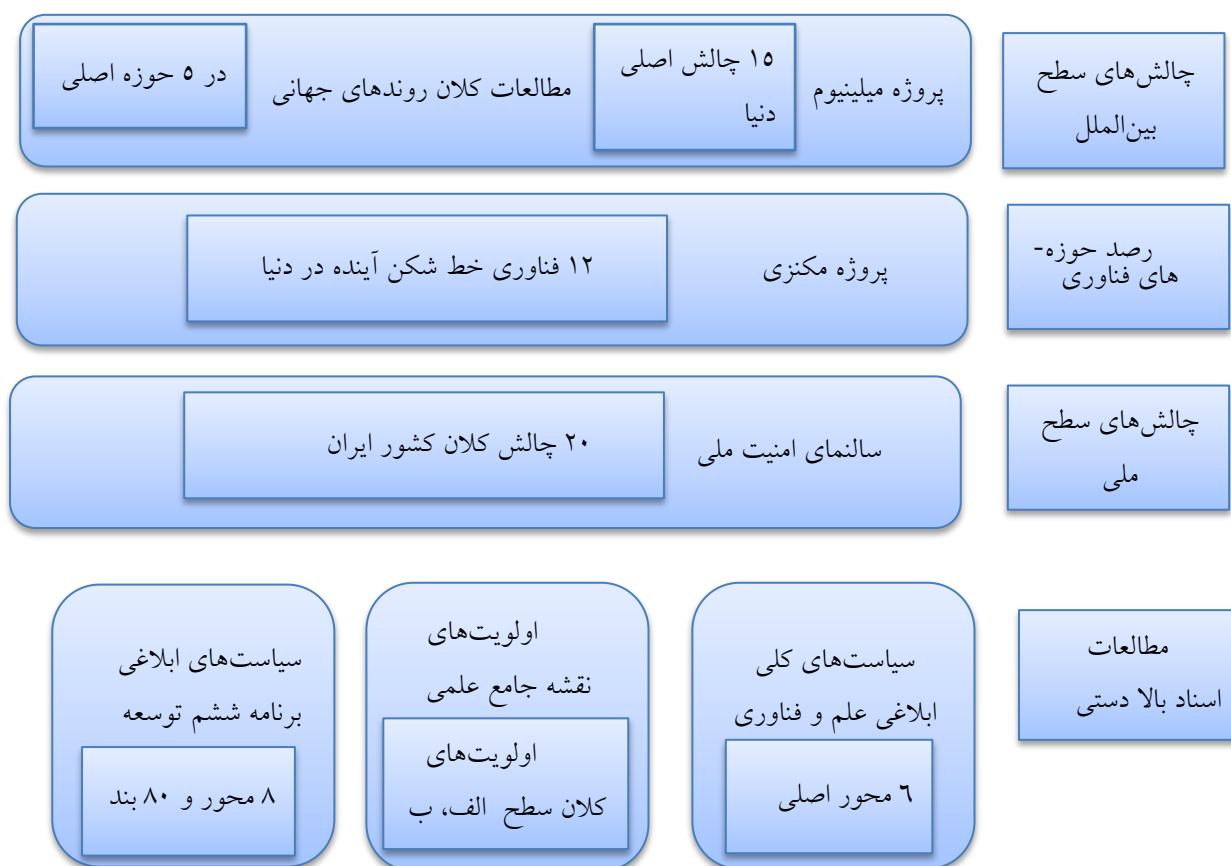 چالش‌های سطح
بین‌الملل
پروژه میلینیوم
۱۵ چالش اصلی
دنیا
مطالعات کلان روندهای جهانی
در ۵ حوزه اصلی
رصد حوزه-
های فناوری
پروژه مکنزی
۱۲ فناوری خط شکن آینده در دنیا
چالش‌های سطح
ملی
سالنمای امنیت ملی
۲۰ چالش کلان کشور ایران
مطالعات
اسناد بالا دستی
سیاست‌های کلی
ابلاغی علم و فناوری
۶ محور اصلی
اولویت‌های
نقشه جامع علمی
اولویت‌های
کلان سطح الف، ب
سیاست‌های ابلاغی
برنامه ششم توسعه
۸ محور و ۸۰ بند